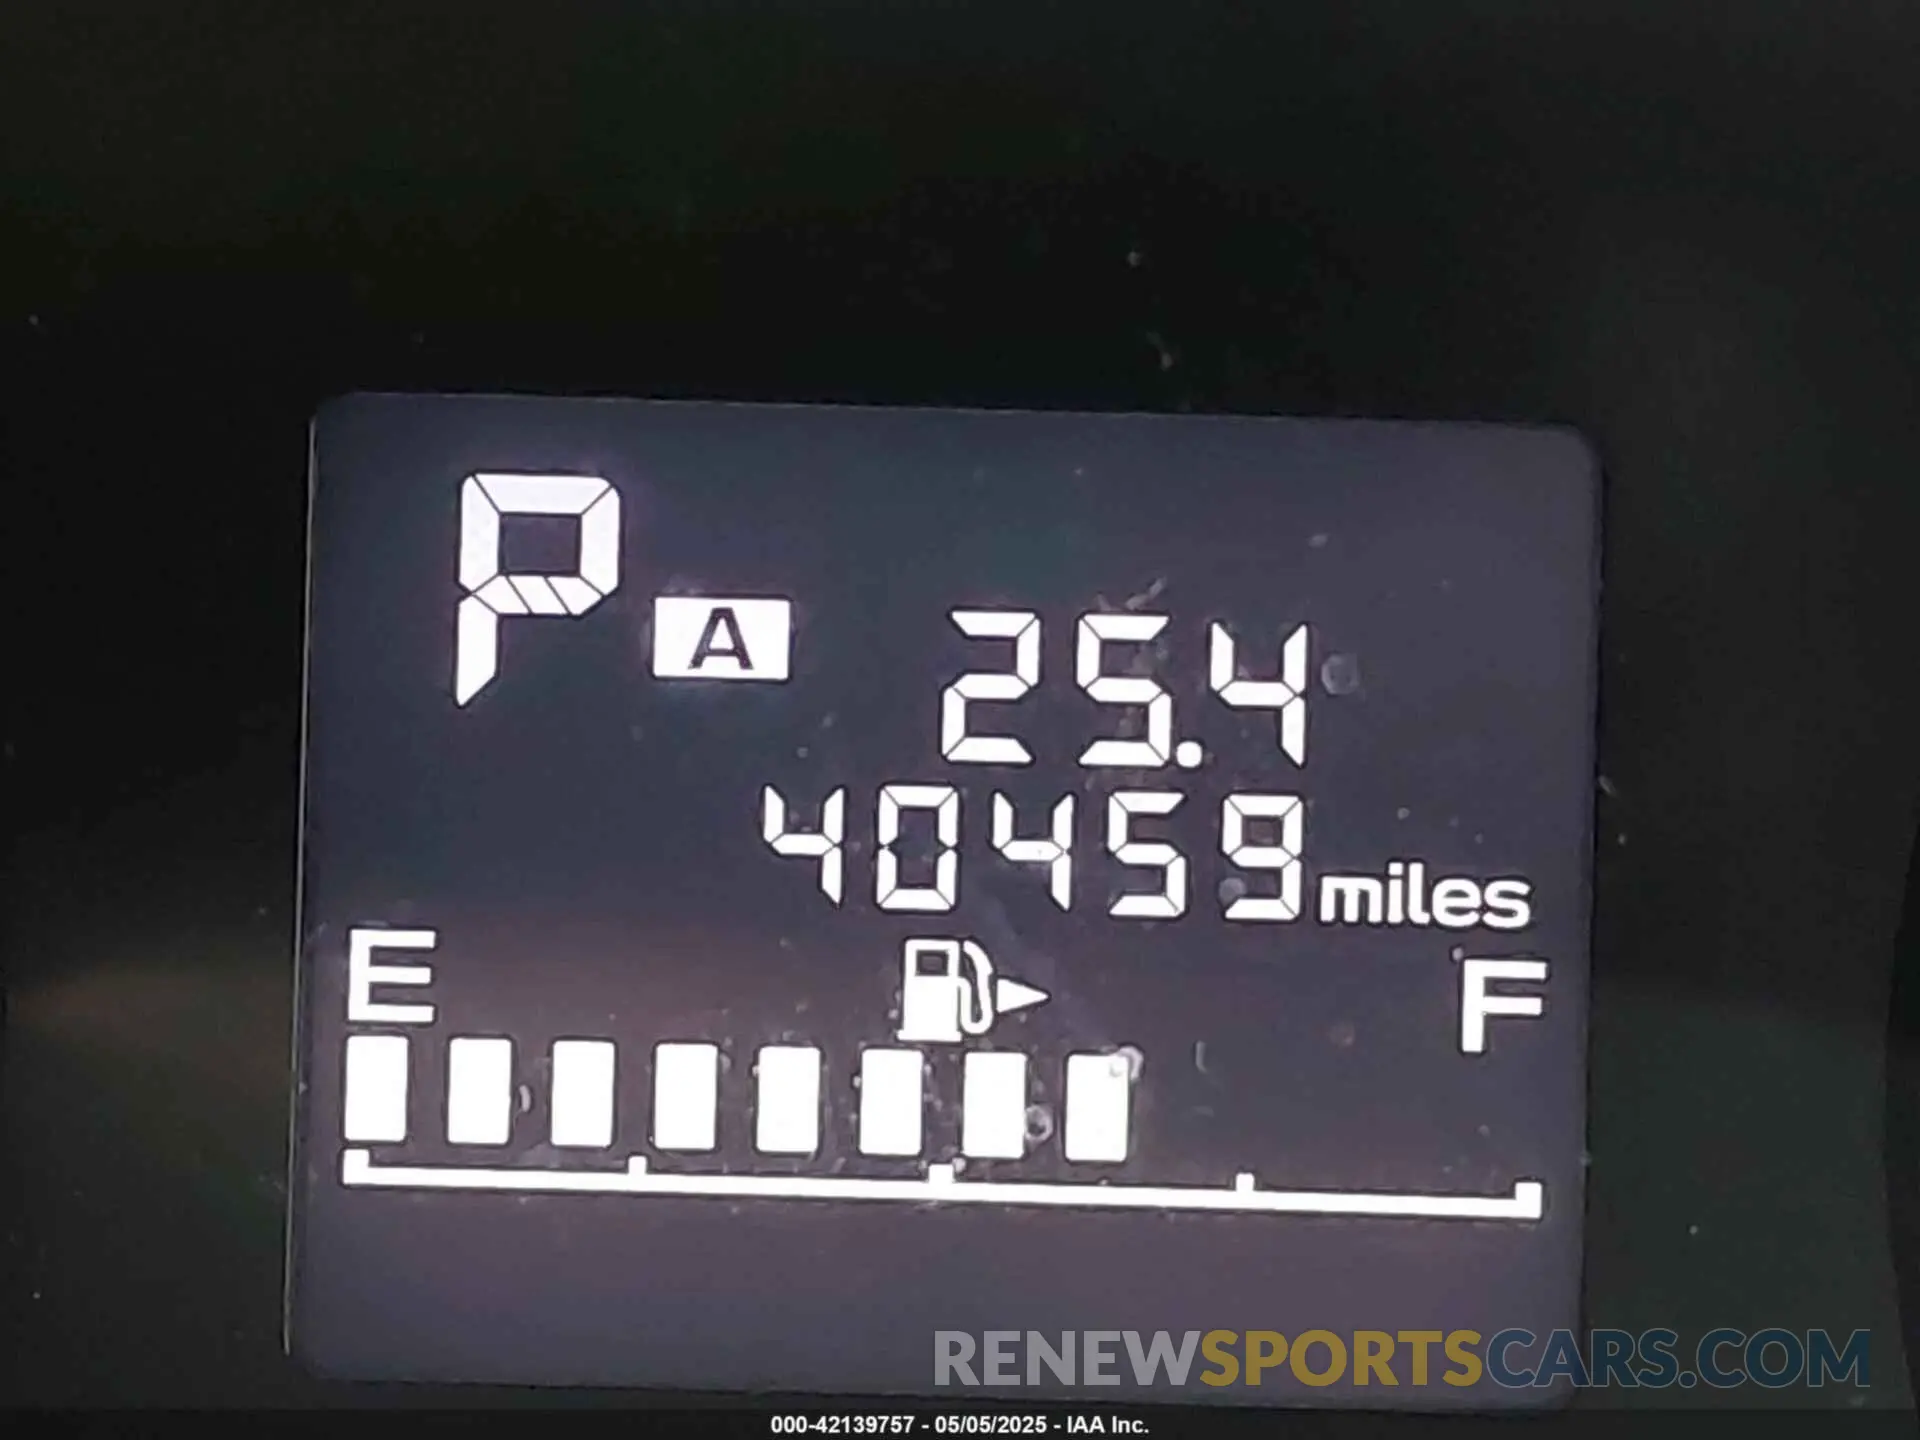 P A 25.4
40459 miles
E F
RENEWSPORTSCARS.COM
000-42139757 - 05/05/2025 - IAA Inc.